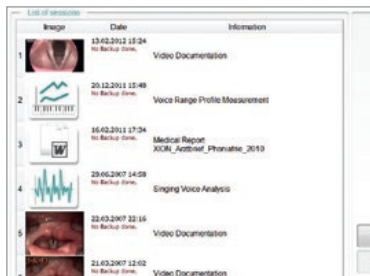 List of sessions
Image Date Information
13.02.2012 15:24
No Backup done.
1 Video Documentation
20.12.2011 15:48
No Backup done.
2 Voice Range Profile Measurement
16.02.2011 17:34
No Backup done.
3 Medical Report
XION_Arztbrief_Phoniatrie_2010
W
29.06.2007 14:58
No Backup done.
4 Singing Voice Analysis
22.03.2007 22:16
No Backup done.
5 Video Documentation
21.03.2007 12:02
No Backup done.
Video Documentation